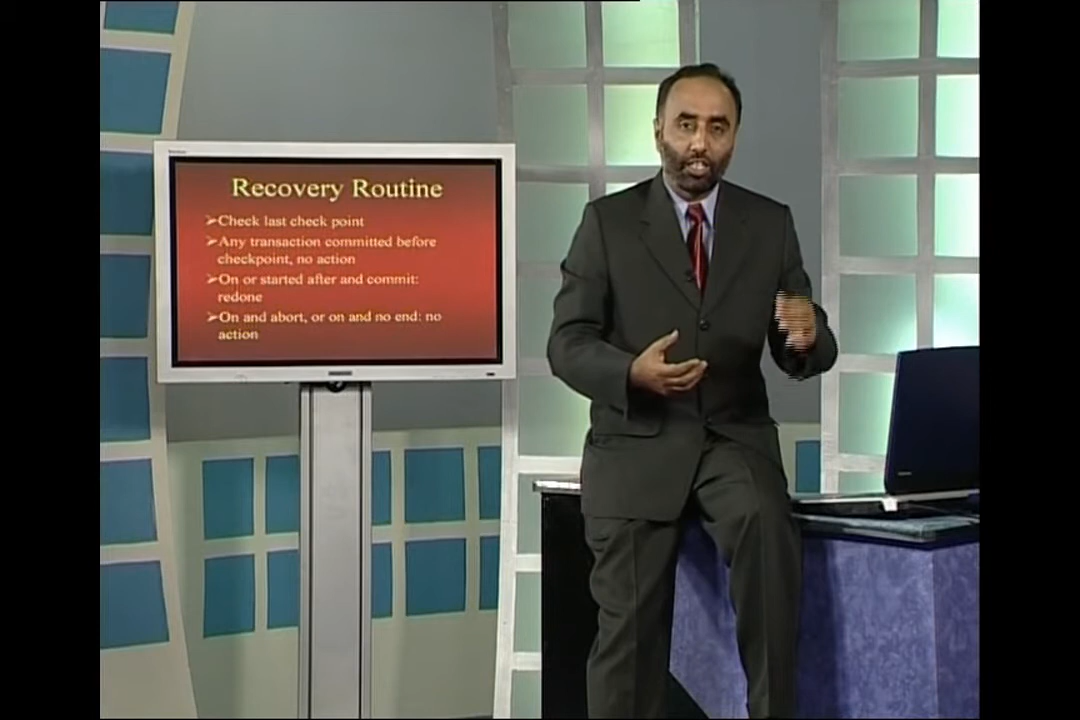 Recovery Routine
➢Check last check point
➢Any transaction committed before
checkpoint, no action
➢On or started after and commit:
redone
➢On and abort, or on and no end: no
action